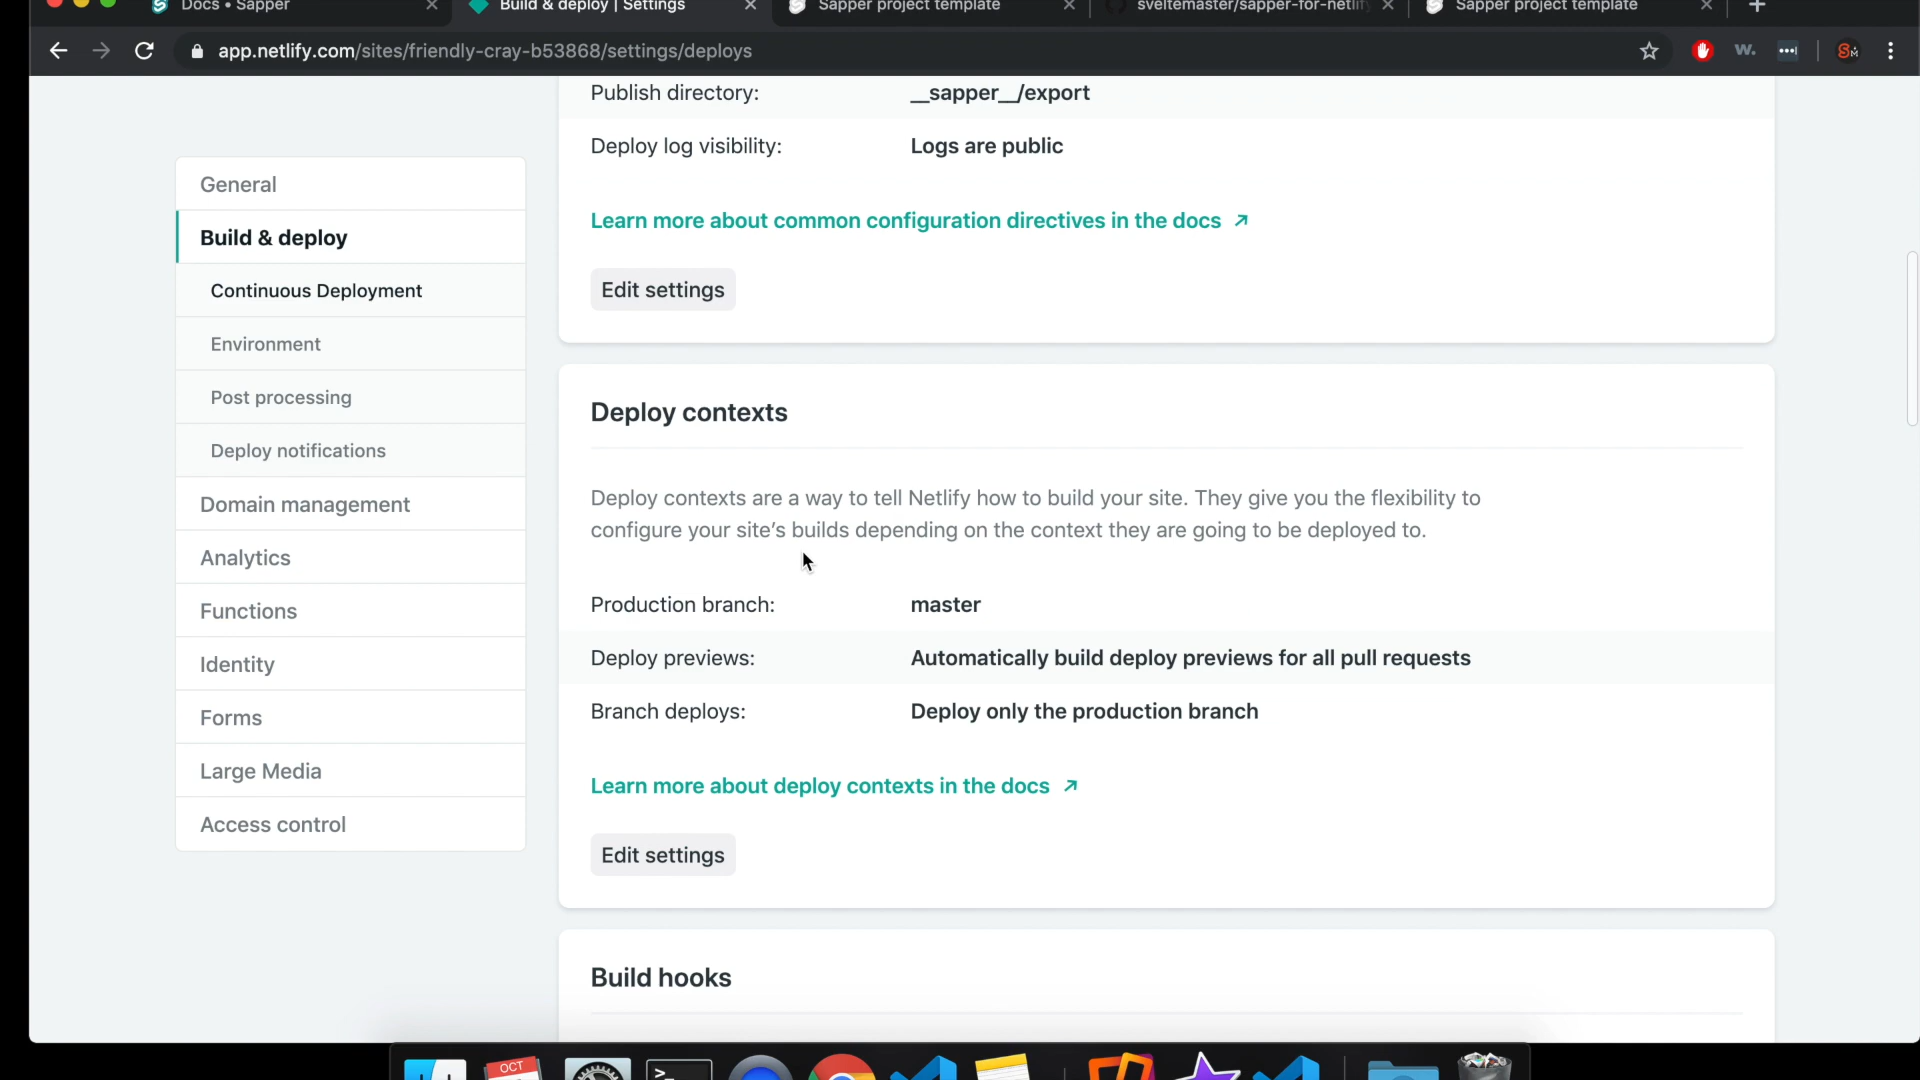 Docs • Sapper
Build & deploy | Settings
Sapper project template
sveltemaster/sapper-for-netlify
Sapper project template
app.netlify.com/sites/friendly-cray-b53868/settings/deploys
w.
SM
Publish directory: __sapper__/export
Deploy log visibility: Logs are public
Learn more about common configuration directives in the docs
Edit settings
General
Build & deploy
Continuous Deployment
Environment
Post processing
Deploy notifications
Domain management
Analytics
Functions
Identity
Forms
Large Media
Access control
Deploy contexts
Deploy contexts are a way to tell Netlify how to build your site. They give you the flexibility to
configure your site’s builds depending on the context they are going to be deployed to.
Production branch: master
Deploy previews: Automatically build deploy previews for all pull requests
Branch deploys: Deploy only the production branch
Learn more about deploy contexts in the docs
Edit settings
Build hooks
OCT